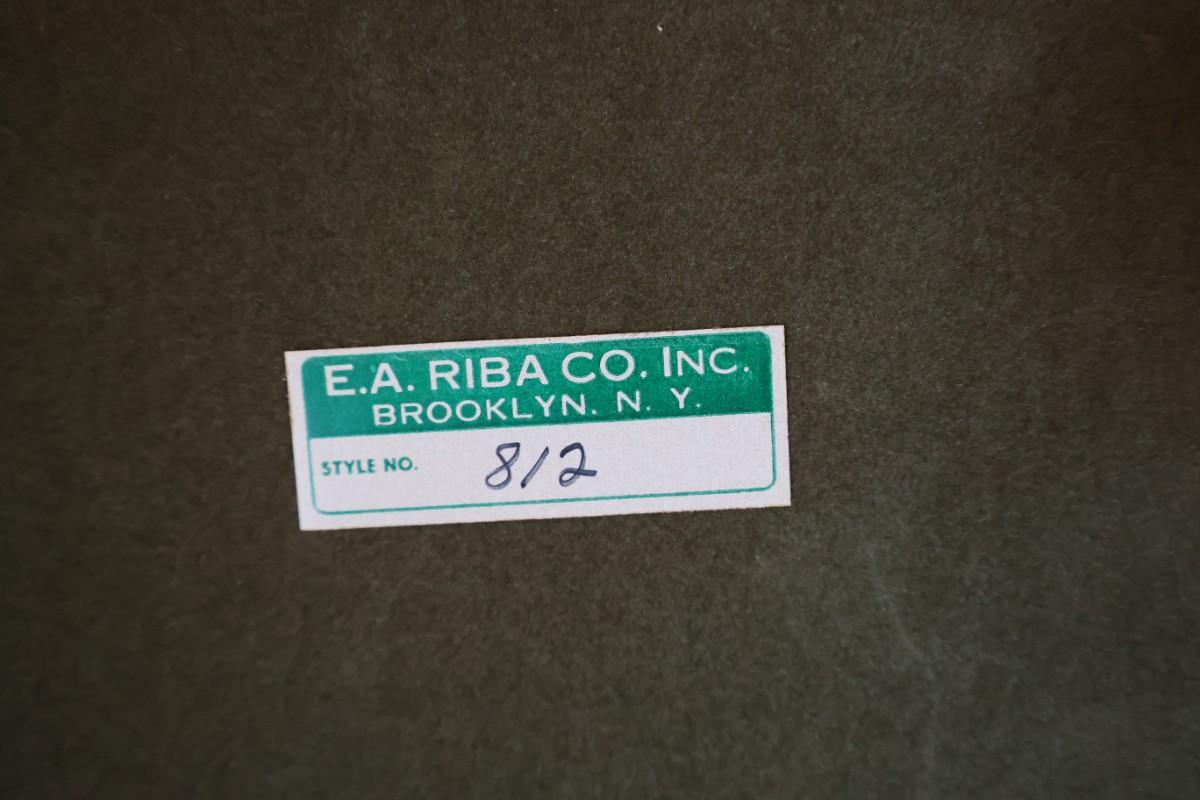 E.A. RIBA CO. INC.
BROOKLYN. N. Y.
STYLE NO. 812